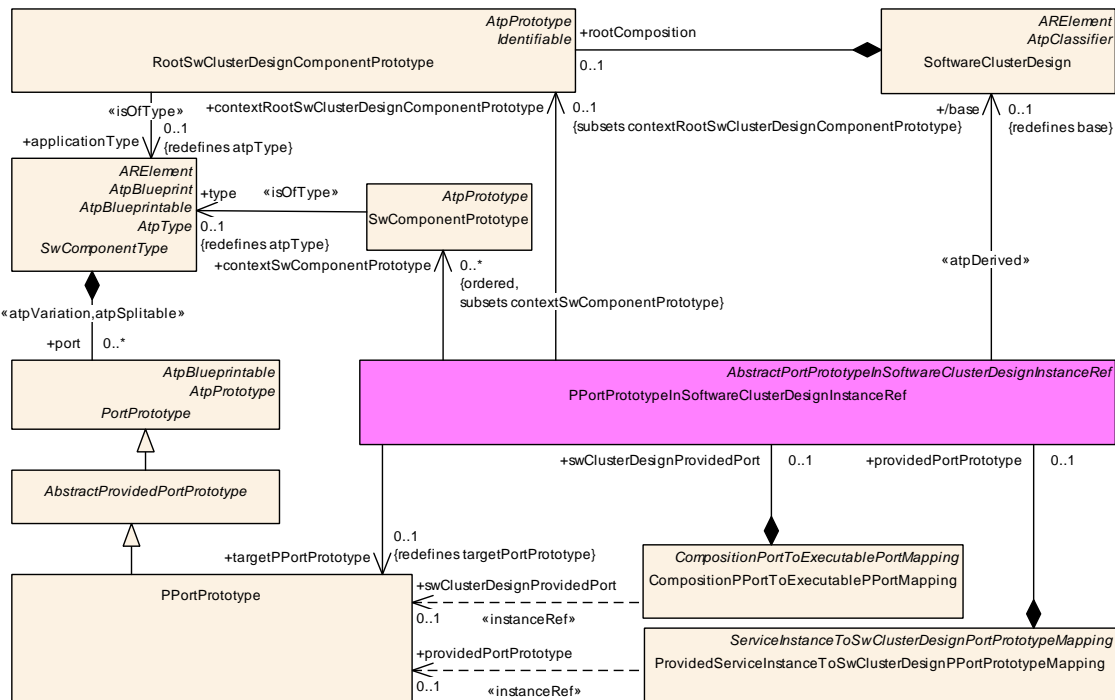 AtpPrototype
Identifiable
RootSwClusterDesignComponentPrototype
+rootComposition
0..1
ARElement
AtpClassifier
SoftwareClusterDesign
«isOfType»
+applicationType
0..1
{redefines atpType}
+contextRootSwClusterDesignComponentPrototype
0..1
{subsets contextRootSwClusterDesignComponentPrototype}
+/base
0..1
{redefines base}
ARElement
AtpBlueprint
AtpBlueprintable
AtpType
SwComponentType
+type
«isOfType»
0..1
{redefines atpType}
AtpPrototype
SwComponentPrototype
+contextSwComponentPrototype
0..*
{ordered,
subsets contextSwComponentPrototype}
«atpDerived»
«atpVariation,atpSplitable»
+port
0..*
AtpBlueprintable
AtpPrototype
PortPrototype
AbstractPortPrototypeInSoftwareClusterDesignInstanceRef
PPortPrototypeInSoftwareClusterDesignInstanceRef
AbstractProvidedPortPrototype
+swClusterDesignProvidedPort
0..1
+providedPortPrototype
0..1
+targetPPortPrototype
0..1
{redefines targetPortPrototype}
CompositionPortToExecutablePortMapping
CompositionPPortToExecutablePPortMapping
PPortPrototype
+swClusterDesignProvidedPort
0..1
«instanceRef»
ServiceInstanceToSwClusterDesignPortPrototypeMapping
ProvidedServiceInstanceToSwClusterDesignPPortPrototypeMapping
+providedPortPrototype
0..1
«instanceRef»